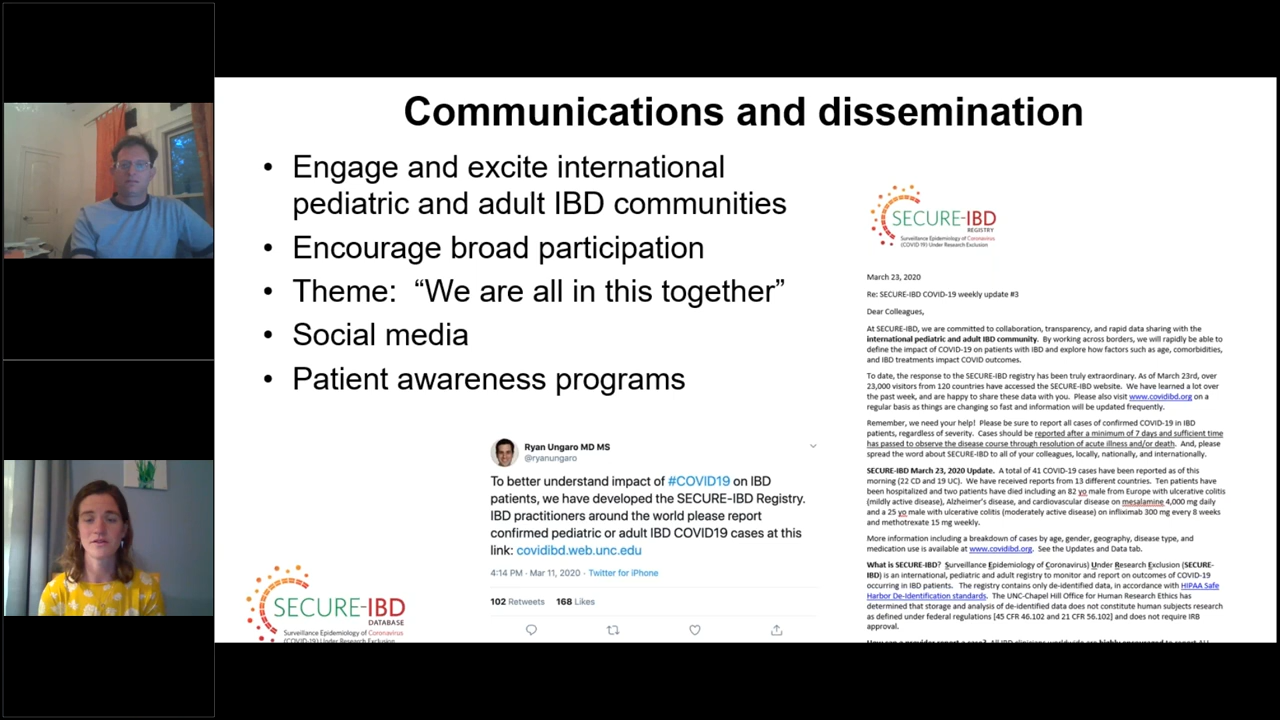 Communications and dissemination
• Engage and excite international
pediatric and adult IBD communities
• Encourage broad participation
• Theme: “We are all in this together”
• Social media
• Patient awareness programs
Ryan Ungaro MD MS
@ryanungaro
To better understand impact of #COVID19 on IBD
patients, we have developed the SECURE-IBD Registry.
IBD practitioners around the world please report
confirmed pediatric or adult IBD COVID19 cases at this
link: covidibd.web.unc.edu
4:14 PM · Mar 11, 2020 · Twitter for iPhone
102 Retweets 168 Likes
SECURE-IBD
DATABASE
Surveillance Epidemiology of Coronavirus
(COVID-19) Under Research Exclusion
SECURE-IBD
REGISTRY
Surveillance Epidemiology of Coronavirus
(COVID 19) Under Research Exclusion
March 23, 2020
Re: SECURE-IBD COVID-19 weekly update #3
Dear Colleagues,
At SECURE-IBD, we are committed to collaboration, transparency, and rapid data sharing with the
international pediatric and adult IBD community. By working across borders, we will rapidly be able to
define the impact of COVID-19 on patients with IBD and explore how factors such as age, comorbidities,
and IBD treatments impact COVID outcomes.
To date, the response to the SECURE-IBD registry has been truly extraordinary. As of March 23rd, over
23,000 visitors from 120 countries have accessed the SECURE-IBD website. We have learned a lot over
the past week, and are happy to share these data with you. Please also visit www.covidibd.org on a
regular basis as things are changing so fast and information will be updated frequently.
Remember, we need your help! Please be sure to report all cases of confirmed COVID-19 in IBD
patients, regardless of severity. Cases should be reported after a minimum of 7 days and sufficient time
has passed to observe the disease course through resolution of acute illness and/or death. And, please
spread the word about SECURE-IBD to all of your colleagues, locally, nationally, and internationally.
SECURE-IBD March 23, 2020 Update. A total of 41 COVID-19 cases have been reported as of this
morning (22 CD and 19 UC). We have received reports from 13 different countries. Ten patients have
been hospitalized and two patients have died including an 82 yo male from Europe with ulcerative colitis
(mildly active disease), Alzheimer's disease, and cardiovascular disease on mesalamine 4,000 mg daily
and a 25 yo male with ulcerative colitis (moderately active disease) on infliximab 300 mg every 8 weeks
and methotrexate 15 mg weekly.
More information including a breakdown of cases by age, gender, geography, disease type, and
medication use is available at www.covidibd.org. See the Updates and Data tab.
What is SECURE-IBD? Surveillance Epidemiology of Coronavirus) Under Research Exclusion (SECURE-
IBD) is an international, pediatric and adult registry to monitor and report on outcomes of COVID-19
occurring in IBD patients. The registry contains only de-identified data, in accordance with HIPAA Safe
Harbor De-Identification standards. The UNC-Chapel Hill Office for Human Research Ethics has
determined that storage and analysis of de-identified data does not constitute human subjects research
as defined under federal regulations [45 CFR 46.102 and 21 CFR 56.102] and does not require IRB
approval.